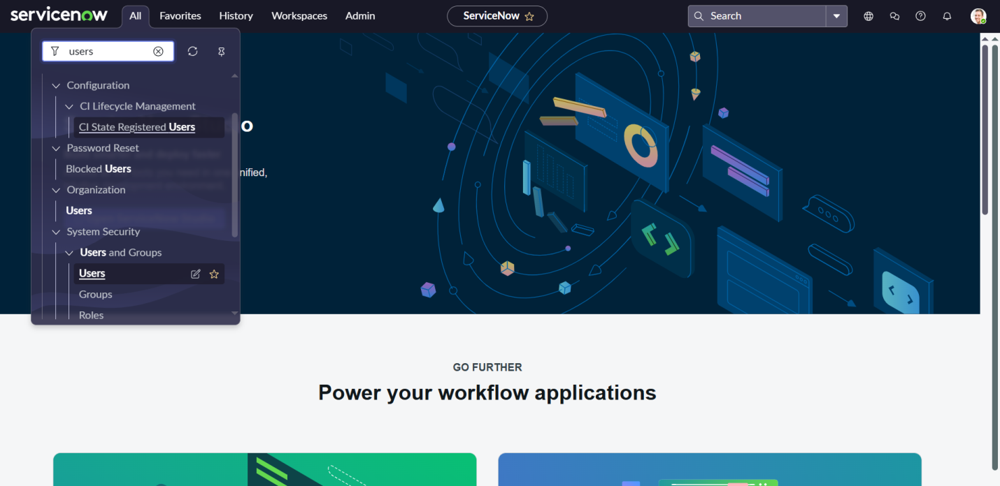 servicenow
All
Favorites
History
Workspaces
Admin
ServiceNow
Search
users
Configuration
CI Lifecycle Management
CI State Registered Users
Password Reset
Blocked Users
Organization
Users
System Security
Users and Groups
Users
Groups
Roles
o
nified,
GO FURTHER
Power your workflow applications